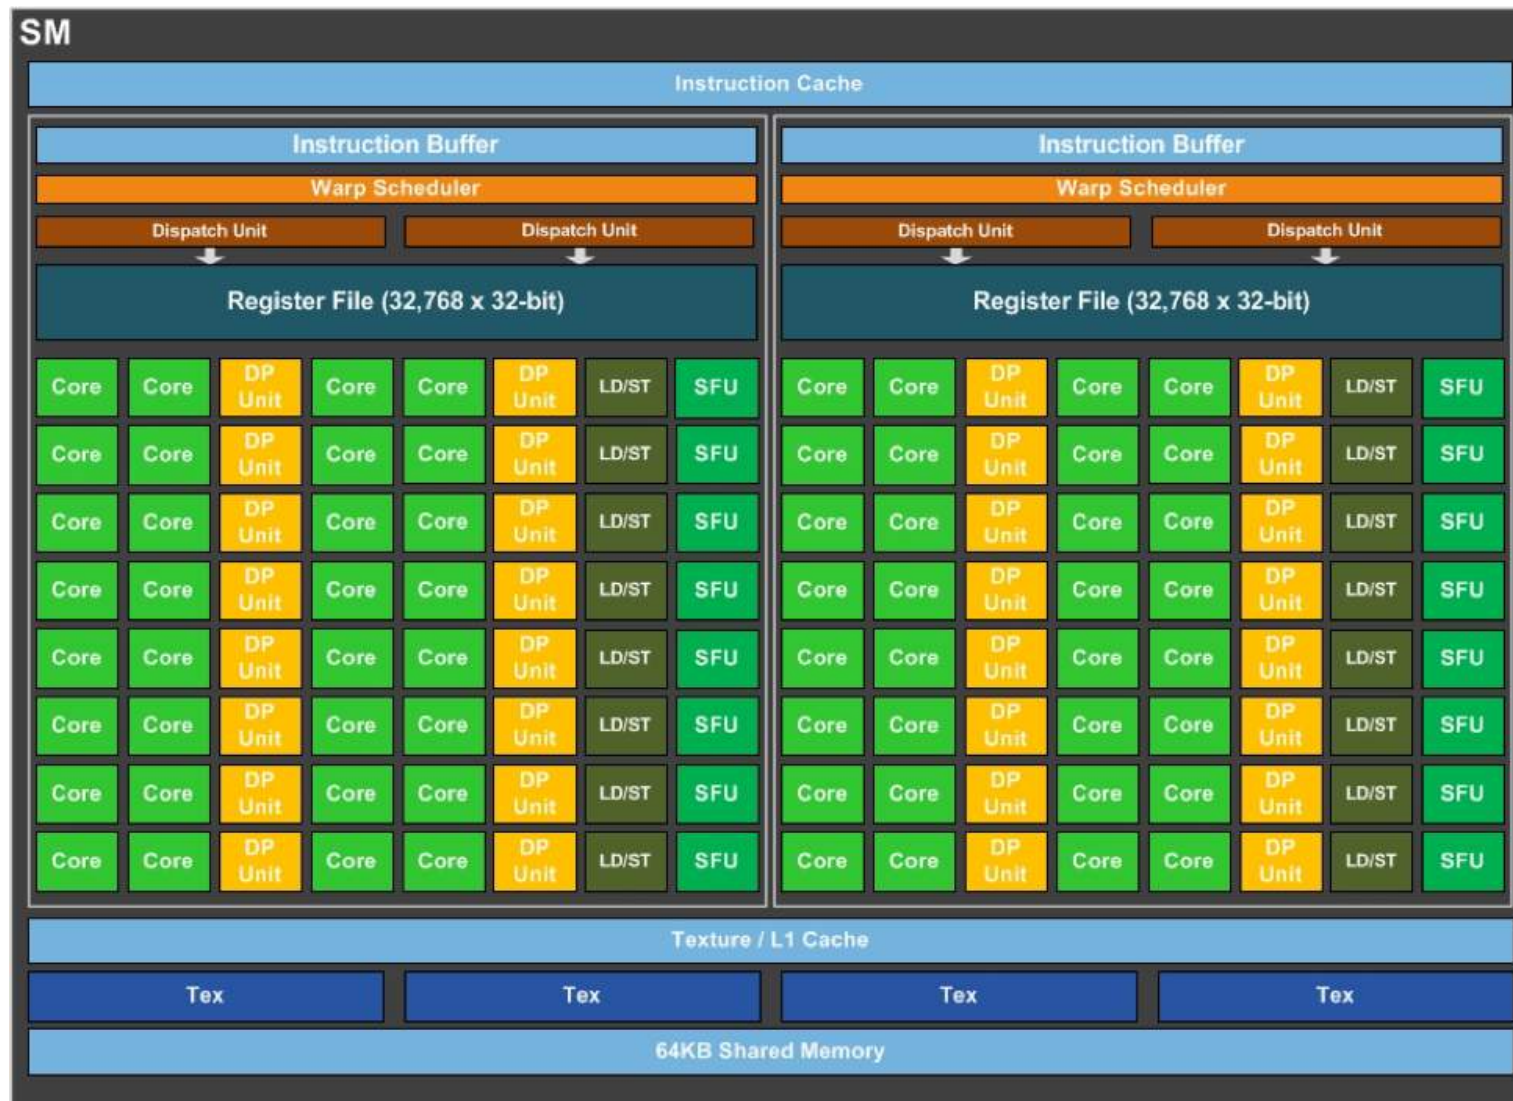 SM
Instruction Cache
Instruction Buffer Instruction Buffer
Warp Scheduler Warp Scheduler
Dispatch Unit Dispatch Unit Dispatch Unit Dispatch Unit
Register File (32,768 x 32-bit) Register File (32,768 x 32-bit)
Core Core DP Unit Core Core DP Unit LD/ST SFU Core Core DP Unit Core Core DP Unit LD/ST SFU
Core Core DP Unit Core Core DP Unit LD/ST SFU Core Core DP Unit Core Core DP Unit LD/ST SFU
Core Core DP Unit Core Core DP Unit LD/ST SFU Core Core DP Unit Core Core DP Unit LD/ST SFU
Core Core DP Unit Core Core DP Unit LD/ST SFU Core Core DP Unit Core Core DP Unit LD/ST SFU
Core Core DP Unit Core Core DP Unit LD/ST SFU Core Core DP Unit Core Core DP Unit LD/ST SFU
Core Core DP Unit Core Core DP Unit LD/ST SFU Core Core DP Unit Core Core DP Unit LD/ST SFU
Core Core DP Unit Core Core DP Unit LD/ST SFU Core Core DP Unit Core Core DP Unit LD/ST SFU
Core Core DP Unit Core Core DP Unit LD/ST SFU Core Core DP Unit Core Core DP Unit LD/ST SFU
Texture / L1 Cache
Tex Tex Tex Tex
64KB Shared Memory